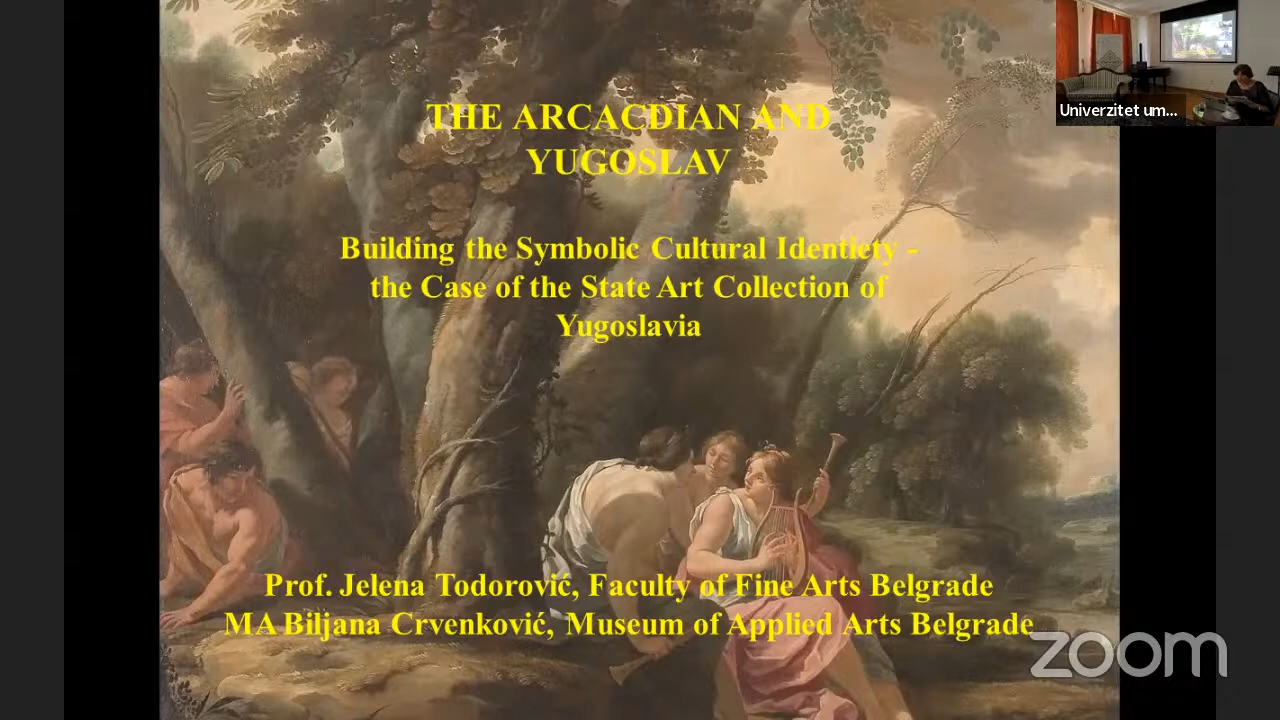 THE ARCACDIAN AND
YUGOSLAV
Building the Symbolic Cultural Identiety -
the Case of the State Art Collection of
Yugoslavia
Prof. Jelena Todorović, Faculty of Fine Arts Belgrade
MA Biljana Crvenković, Museum of Applied Arts Belgrade
Univerzitet um...
zoom